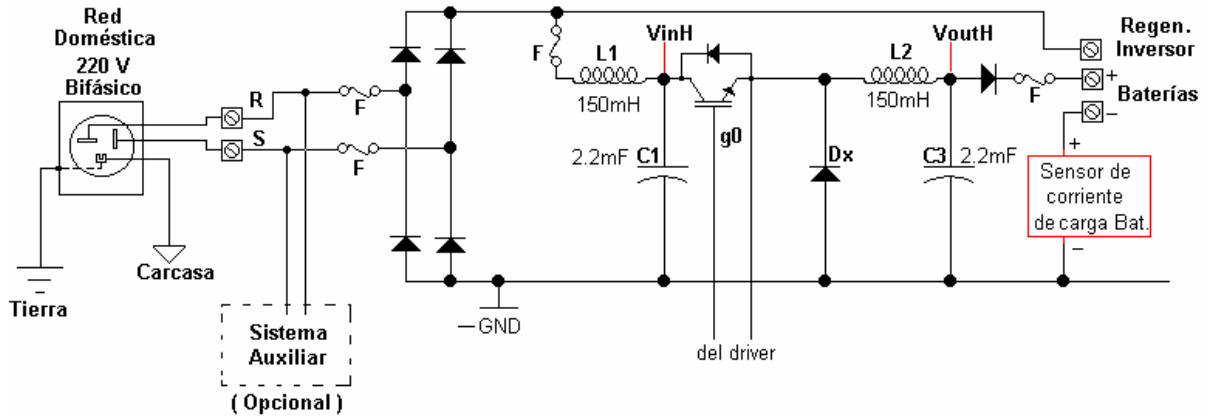 Red
Doméstica
220 V
Bifásico
R
S
F
F
Tierra
Carcasa
Sistema
Auxiliar
( Opcional )
GND
F
L1
150mH
VinH
2.2mF
C1
g0
del driver
Dx
L2
150mH
VoutH
C3
2.2mF
F
Regen.
Inversor
+
Baterías
−
+
Sensor de
corriente
de carga Bat.
−